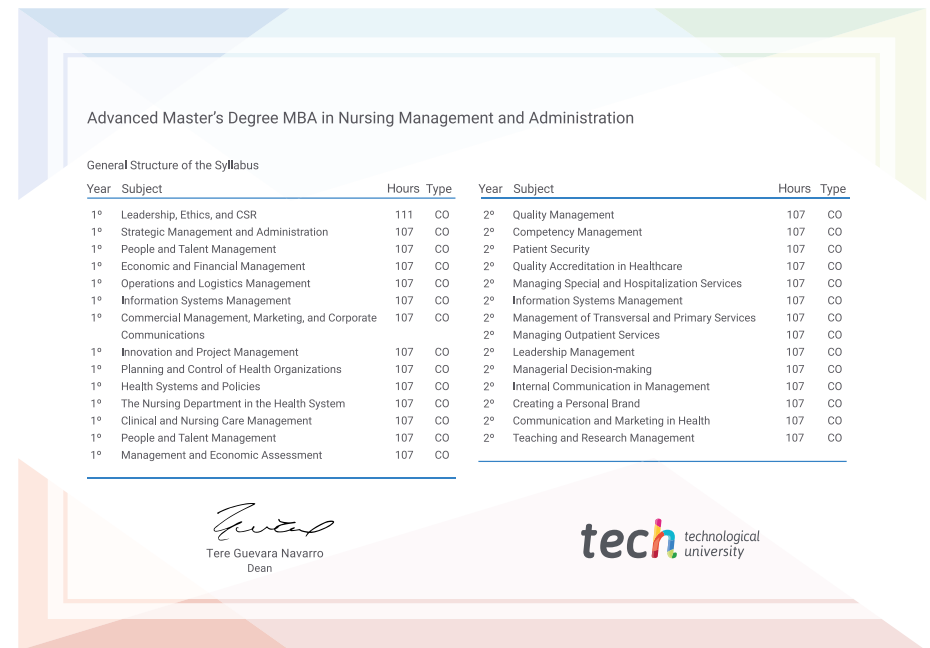 Advanced Master's Degree MBA in Nursing Management and Administration
General Structure of the Syllabus
Year Subject Hours Type
1º Leadership, Ethics, and CSR 111 CO
1º Strategic Management and Administration 107 CO
1º People and Talent Management 107 CO
1º Economic and Financial Management 107 CO
1º Operations and Logistics Management 107 CO
1º Information Systems Management 107 CO
1º Commercial Management, Marketing, and Corporate 107 CO
Communications
1º Innovation and Project Management 107 CO
1º Planning and Control of Health Organizations 107 CO
1º Health Systems and Policies 107 CO
1º The Nursing Department in the Health System 107 CO
1º Clinical and Nursing Care Management 107 CO
1º People and Talent Management 107 CO
1º Management and Economic Assessment 107 CO
Year Subject Hours Type
2º Quality Management 107 CO
2º Competency Management 107 CO
2º Patient Security 107 CO
2º Quality Accreditation in Healthcare 107 CO
2º Managing Special and Hospitalization Services 107 CO
2º Information Systems Management 107 CO
2º Management of Transversal and Primary Services 107 CO
2º Managing Outpatient Services 107 CO
2º Leadership Management 107 CO
2º Managerial Decision-making 107 CO
2º Internal Communication in Management 107 CO
2º Creating a Personal Brand 107 CO
2º Communication and Marketing in Health 107 CO
2º Teaching and Research Management 107 CO
Tere Guevara Navarro
Dean
tech technological
university